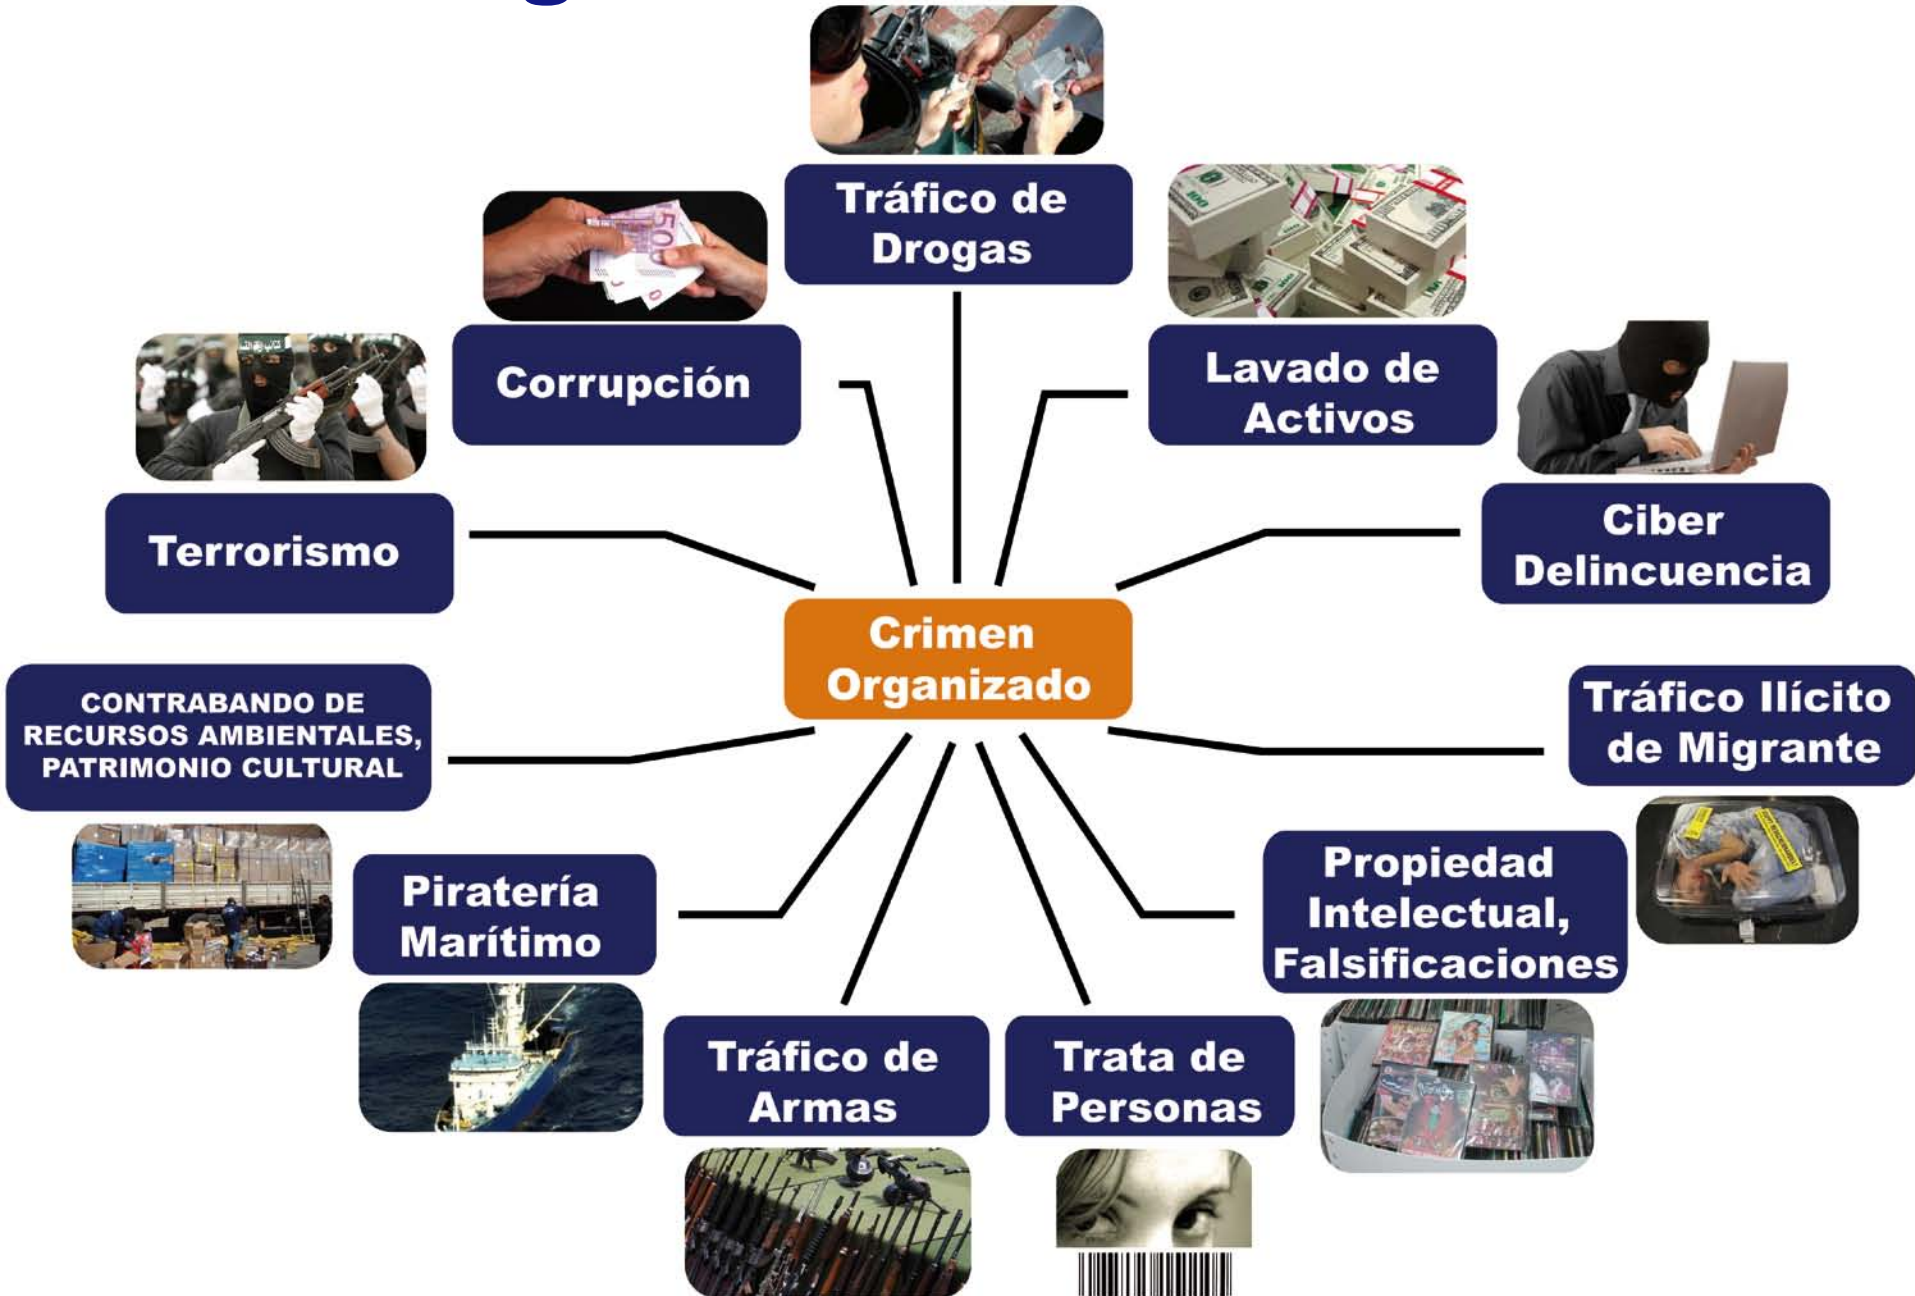 Tráfico de
Drogas
Corrupción
Lavado de
Activos
Terrorismo
Ciber
Delincuencia
Crimen
Organizado
CONTRABANDO DE
RECURSOS AMBIENTALES,
PATRIMONIO CULTURAL
Tráfico Ilícito
de Migrante
Piratería
Marítimo
Propiedad
Intelectual,
Falsificaciones
Tráfico de
Armas
Trata de
Personas